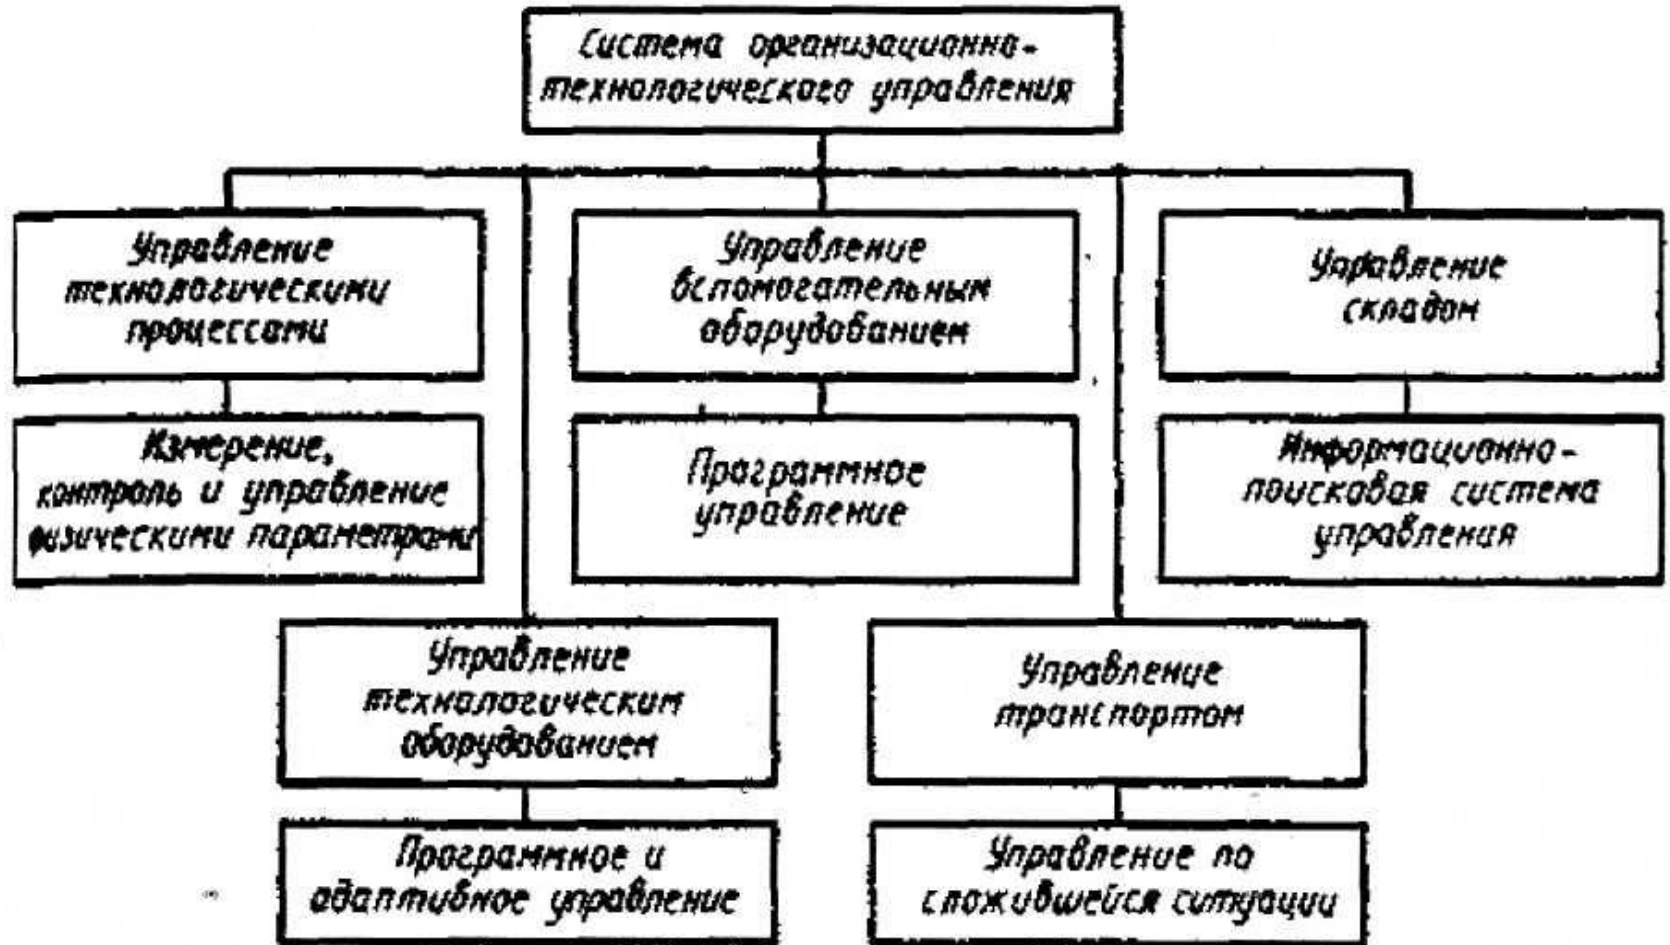 Система организационно-
технологического управления
Управление
технологическими
процессами
Управление
вспомогательным
оборудованием
Управление
складом
Измерение,
контроль и управление
физическими параметрами
Программное
управление
Информационно-
поисковая система
управления
Управление
технологическим
оборудованием
Управление
транспортом
Программное и
адаптивное управление
Управление по
сложившейся ситуации